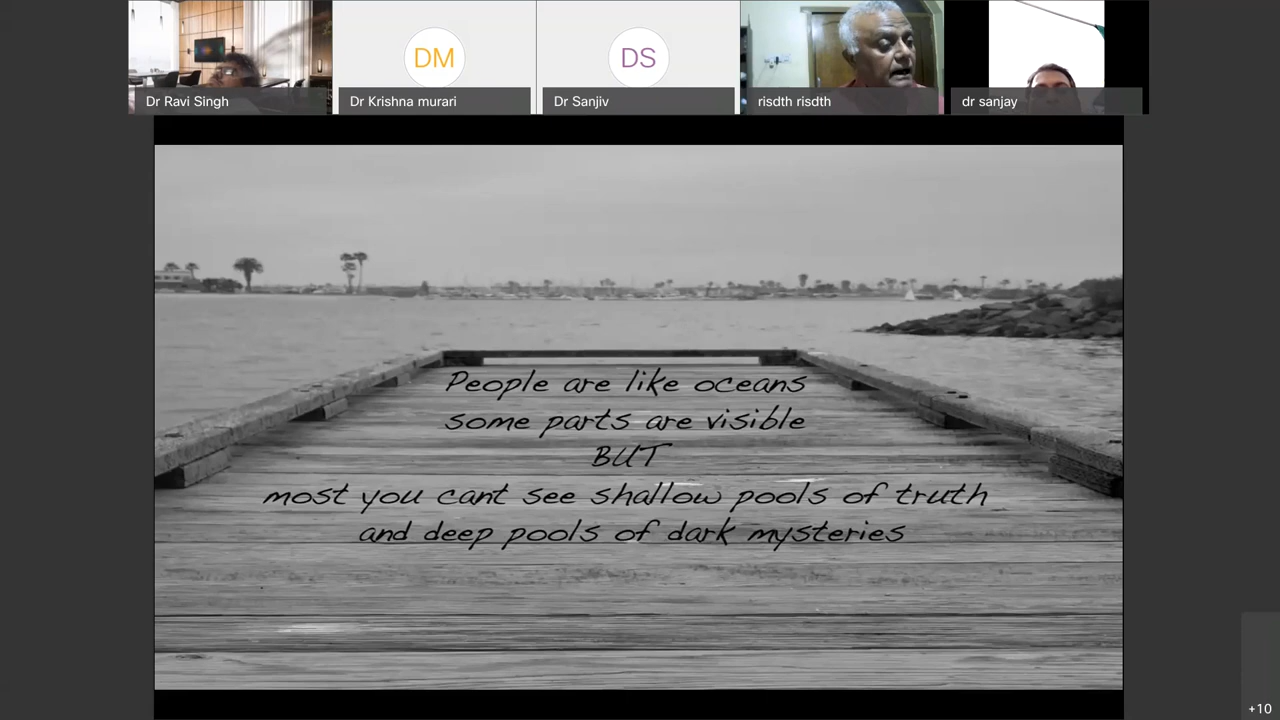 DM
DS
Dr Ravi Singh
Dr Krishna murari
Dr Sanjiv
risdth risdth
dr sanjay
People are like oceans
some parts are visible
BUT
most you cant see shallow pools of truth
and deep pools of dark mysteries
+10